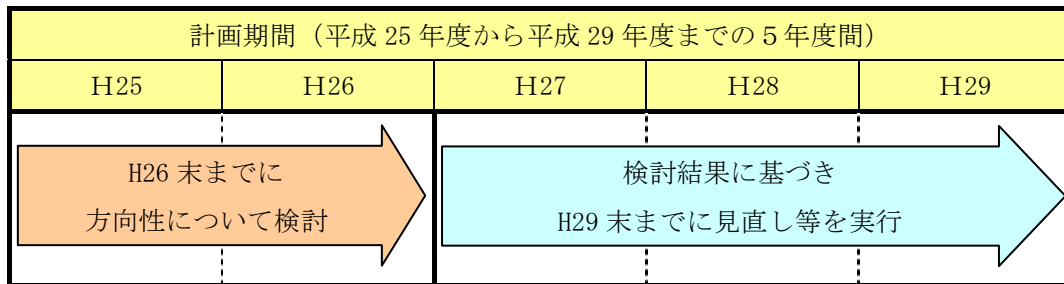 計画期間（平成 25 年度から平成 29 年度までの５年度間）
Ｈ25 Ｈ26 Ｈ27 Ｈ28 Ｈ29
H26 末までに
方向性について検討
検討結果に基づき
H29 末までに見直し等を実行